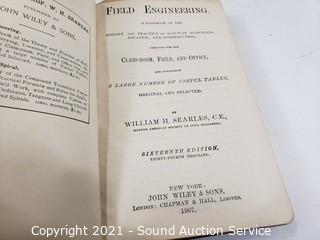 PROF. W. H. SEARLES
PUBLISHED BY
JOHN WILEY & SONS.
FIELD ENGINEERING.
A HANDBOOK OF THE
THEORY AND PRACTICE OF RAILWAY SURVEYING,
LOCATION, AND CONSTRUCTION,
DESIGNED FOR THE
CLASS-ROOM, FIELD, AND OFFICE,
AND CONTAINING
A LARGE NUMBER OF USEFUL TABLES,
ORIGINAL AND SELECTED.
BY
WILLIAM H. SEARLES, C.E.,
MEMBER AMERICAN SOCIETY OF CIVIL ENGINEERS.
SIXTEENTH EDITION,
THIRTY-FOURTH THOUSAND.
NEW YORK:
JOHN WILEY & SONS.
LONDON: CHAPMAN & HALL, LIMITED.
1907.
Copyright 2021 - Sound Auction Service